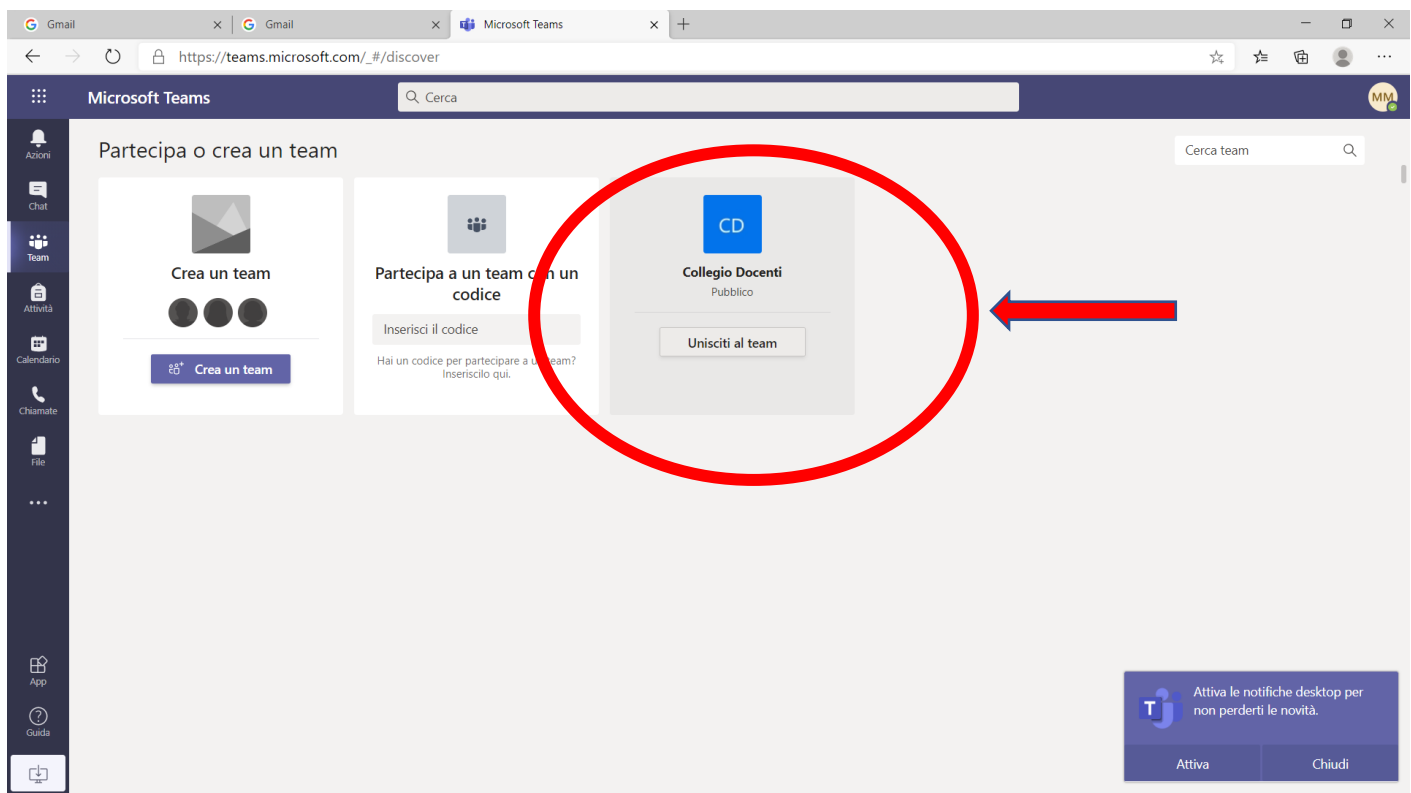 Gmail
Gmail
Microsoft Teams
https://teams.microsoft.com/_#/discover
Microsoft Teams
Cerca
MM
Azioni
Chat
Team
Attività
Calendario
Chiamate
File
App
Guida
Partecipa o crea un team
Cerca team
Crea un team
Crea un team
Partecipa a un team con un
codice
Inserisci il codice
Hai un codice per partecipare a un team?
Inseriscilo qui.
CD
Collegio Docenti
Pubblico
Unisciti al team
T
Attiva le notifiche desktop per
non perderti le novità.
Attiva
Chiudi